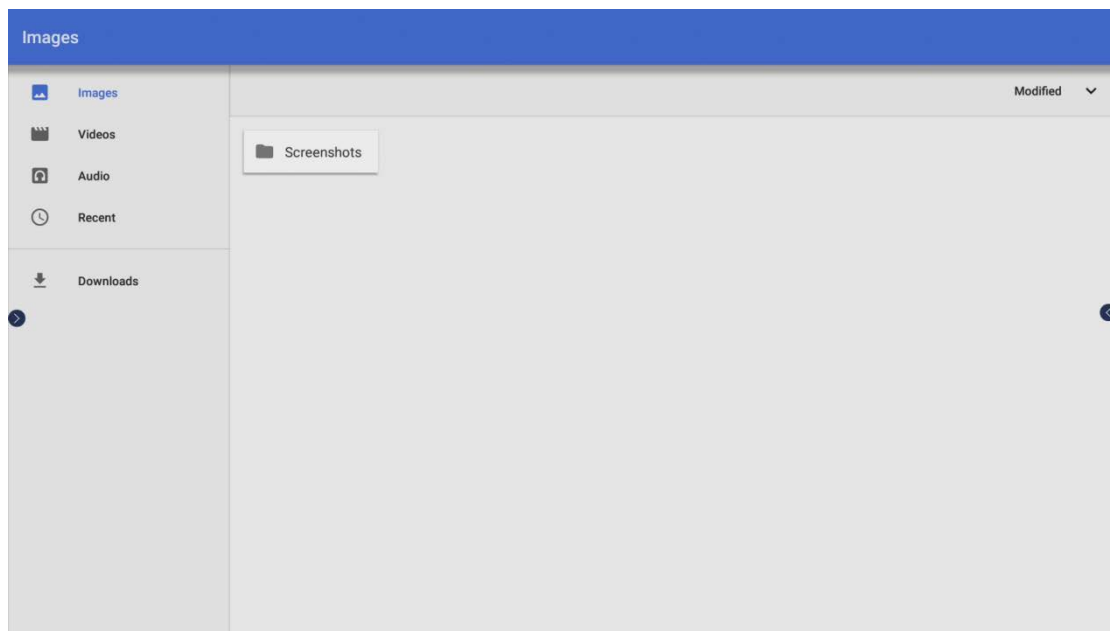 Images
Images
Modified
Videos
Screenshots
Audio
Recent
Downloads